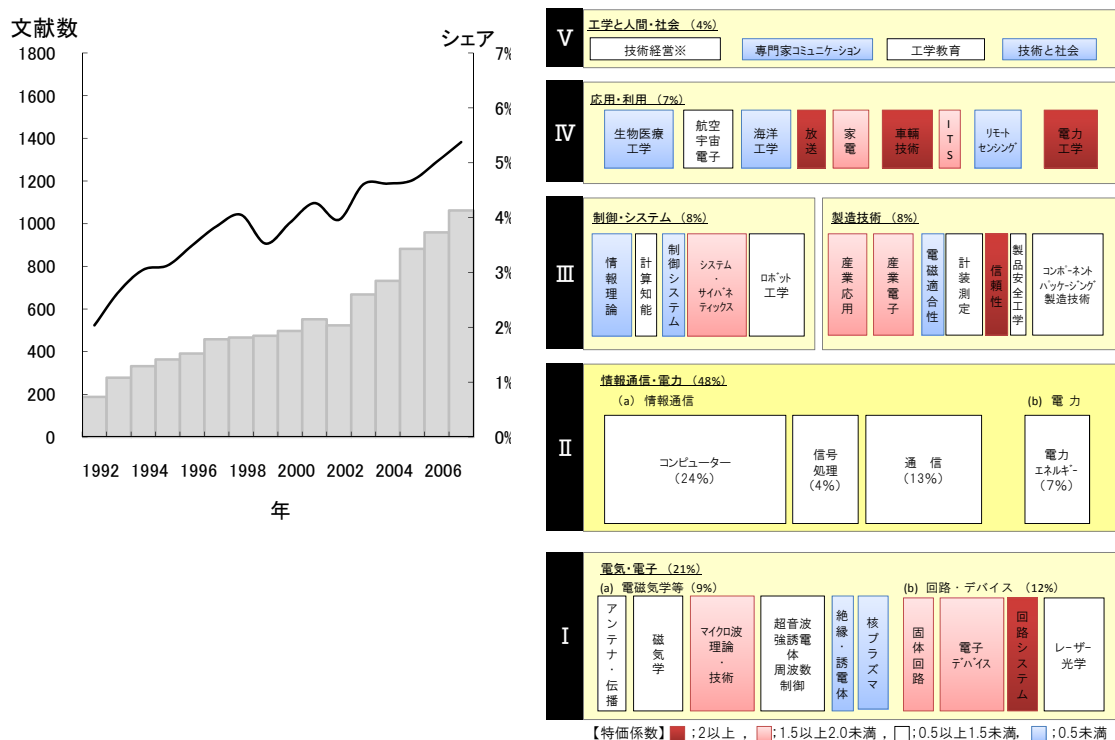 文献数
シェア
1800
1600
1400
1200
1000
800
600
400
200
0
7%
6%
5%
4%
3%
2%
1%
0%
1992 1994 1996 1998 2000 2002 2004 2006
年
Ⅴ
工学と人間・社会 (4%)
技術経営※
専門家コミュニケーション
工学教育
技術と社会
Ⅳ
応用・利用 (7%)
生物医療
工学
航空
宇宙
電子
海洋
工学
放送
家電
車輌
技術
ITS
リモート
センシング
電力
工学
Ⅲ
制御・システム (8%)
情報理論
計算知能
制御システム
システム
・
サイバネ
ティックス
ロボット
工学
製造技術 (8%)
産業応用
産業電子
電磁適合性
計装測定
信頼性
製品安全工学
コンポーネント
パッケージング
製造技術
Ⅱ
情報通信・電力 (48%)
(a) 情報通信
コンピューター
(24%)
信号
処理
(4%)
通 信
(13%)
(b) 電 力
電力
エネルギー
(7%)
Ⅰ
電気・電子 (21%)
(a) 電磁気学等 (9%)
アンテナ・伝播
磁気学
マイクロ波
理論
・
技術
超音波
強誘電
体
周波数
制御
絶縁・誘電体
核プラズマ
(b) 回路・デバイス (12%)
固体回路
電子
デバイス
回路システム
レーザー
光学
【特価係数】 ;2以上 , ;1.5以上2.0未満 , ;0.5以上1.5未満, ;0.5未満